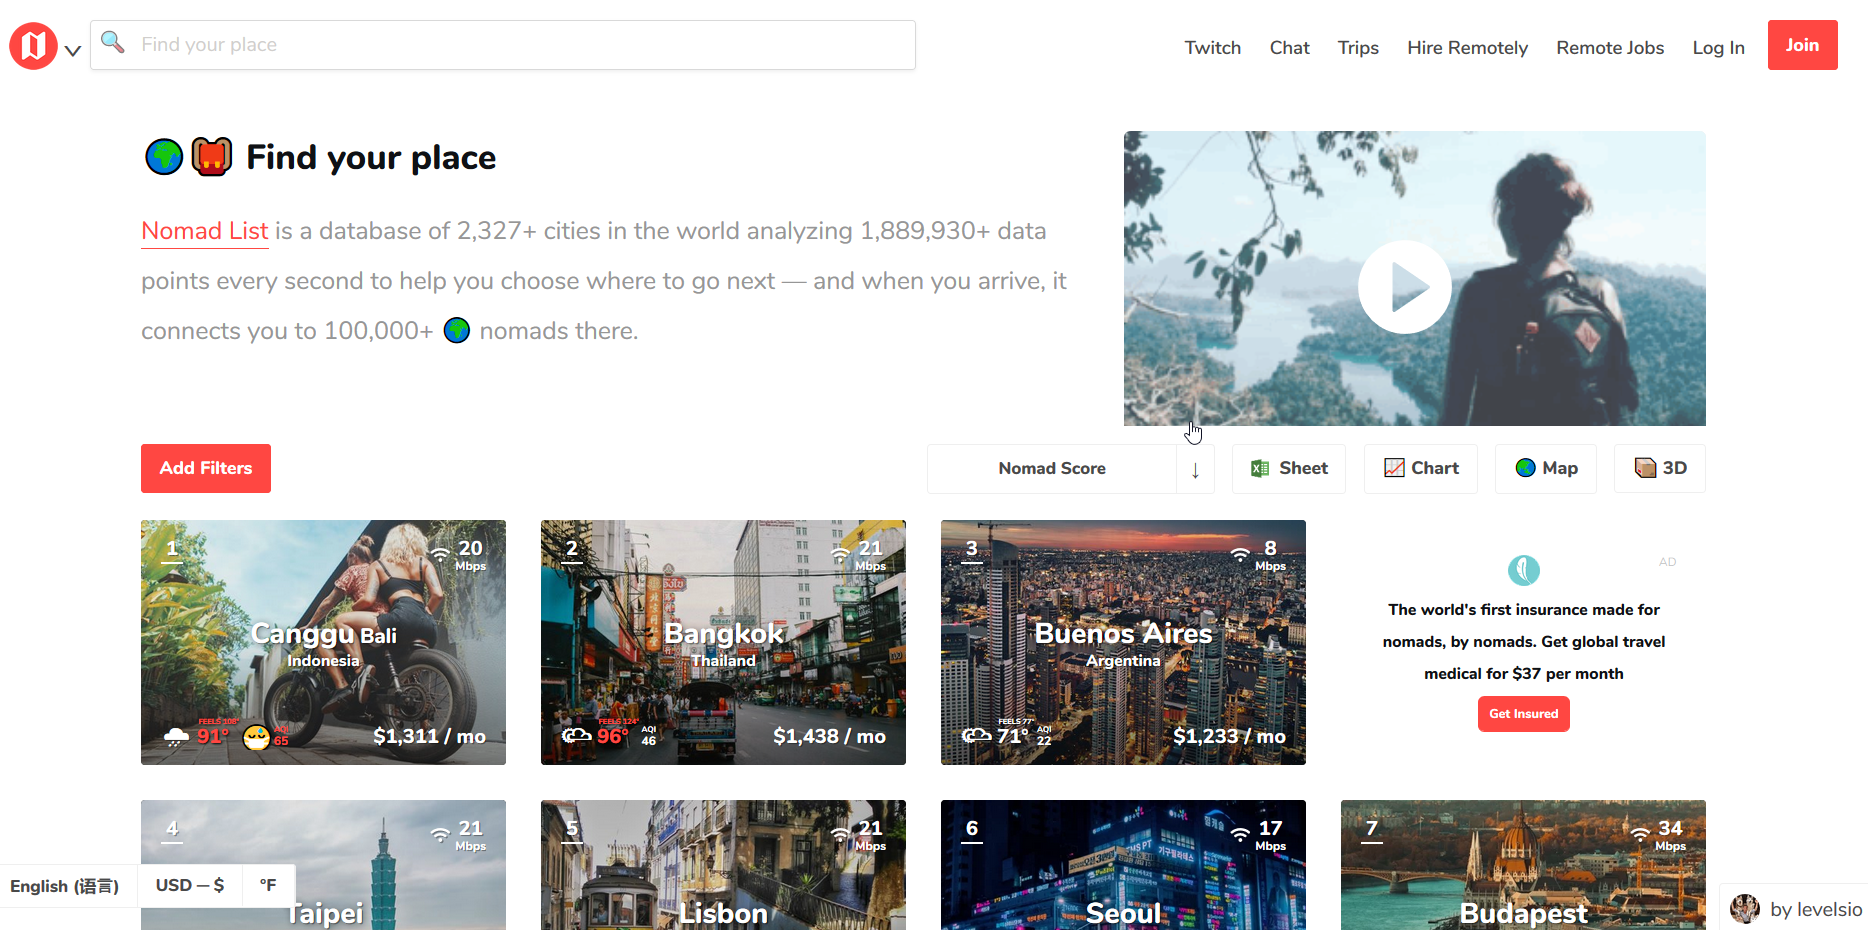 Find your place
Twitch
Chat
Trips
Hire Remotely
Remote Jobs
Log In
Join
Find your place
Nomad List is a database of 2,327+ cities in the world analyzing 1,889,930+ data
points every second to help you choose where to go next — and when you arrive, it
connects you to 100,000+ nomads there.
Add Filters
Nomad Score
↓
Sheet
Chart
Map
3D
1
20
Mbps
Canggu Bali
Indonesia
FEELS 108°
91°
AQI
65
$1,311 / mo
2
21
Mbps
Bangkok
Thailand
FEELS 124°
96°
AQI
46
$1,438 / mo
3
8
Mbps
Buenos Aires
Argentina
FEELS 77°
71°
AQI
22
$1,233 / mo
AD
The world's first insurance made for
nomads, by nomads. Get global travel
medical for $37 per month
Get Insured
4
21
Mbps
Taipei
5
21
Mbps
Lisbon
6
17
Mbps
Seoul
7
34
Mbps
Budapest
English (语言)
USD — $
°F
by levelsio